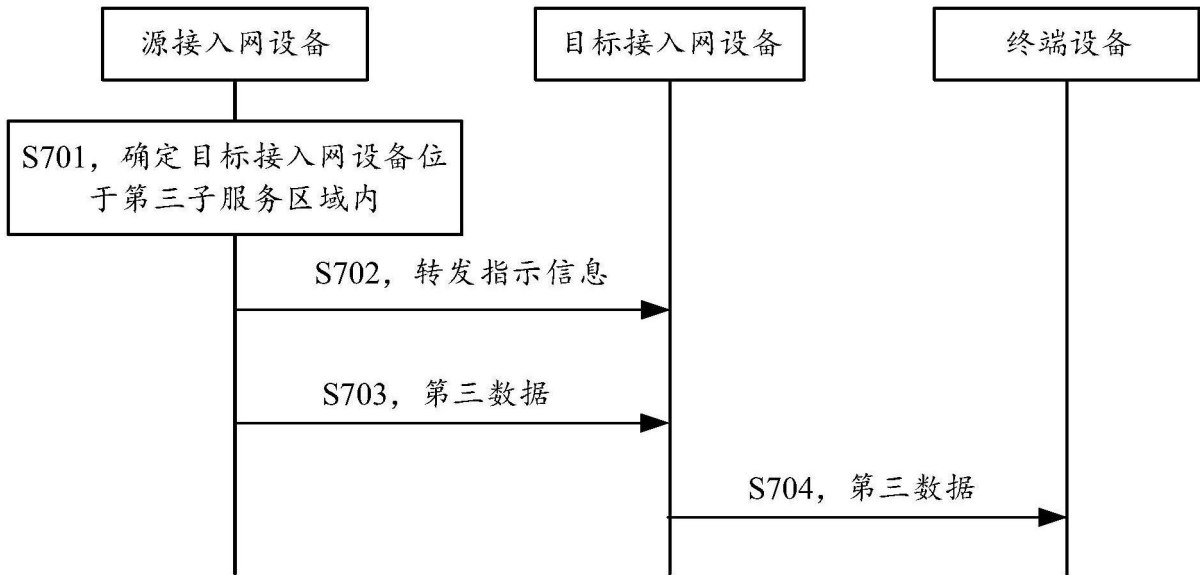 源接入网设备
目标接入网设备
终端设备
S701，确定目标接入网设备位
于第三子服务区域内
S702，转发指示信息
S703，第三数据
S704，第三数据